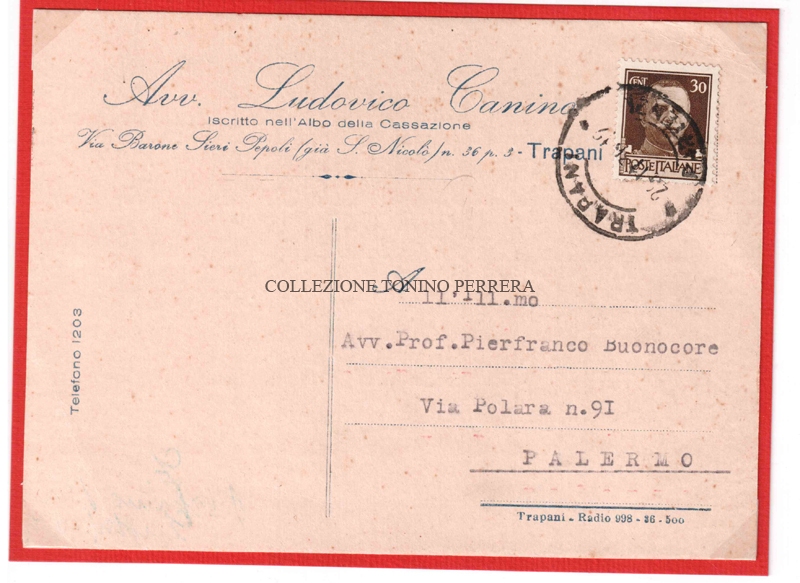 Avv. Ludovico Canino
Iscritto nell'Albo della Cassazione
Via Barone Sieri Pepoli (già S. Nicolò) n. 36 p. 3 - Trapani
CENT 30
POSTE ITALIANE
TRAPANI
COLLEZIONE TONINO PERRERA
A
ll'Ill.mo
Avv.Prof.Pierfranco Buonocore
Via Polara n.9I
PALERMO
Telefono 1203
Trapani - Radio 998 - 36 - 500